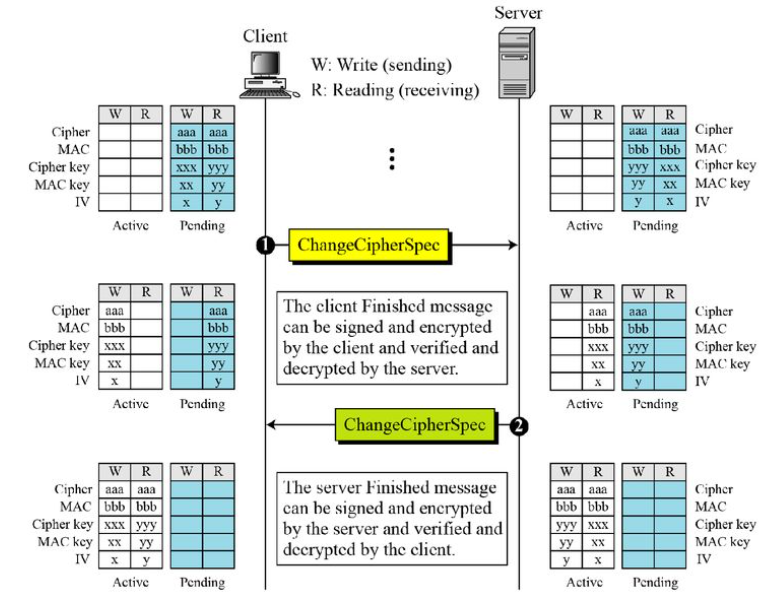 Server
Client
W: Write (sending)
R: Reading (receiving)
W R W R W R W R
Cipher aaa aaa aaa aaa Cipher
MAC bbb bbb bbb bbb MAC
Cipher key xxx yyy yyy xxx Cipher key
MAC key xx yy yy xx MAC key
IV x y y x IV
Active Pending Active Pending
1 ChangeCipherSpec
W R W R W R W R
Cipher aaa aaa aaa aaa Cipher
MAC bbb bbb bbb bbb MAC
Cipher key xxx yyy xxx yyy Cipher key
MAC key xx yy xx yy MAC key
IV x y x y IV
Active Pending Active Pending
The client Finished message
can be signed and encrypted
by the client and verified and
decrypted by the server.
ChangeCipherSpec 2
W R W R W R W R
Cipher aaa aaa aaa aaa Cipher
MAC bbb bbb bbb bbb MAC
Cipher key xxx yyy yyy xxx Cipher key
MAC key xx yy yy xx MAC key
IV x y y x IV
Active Pending Active Pending
The server Finished message
can be signed and encrypted
by the server and verified and
decrypted by the client.